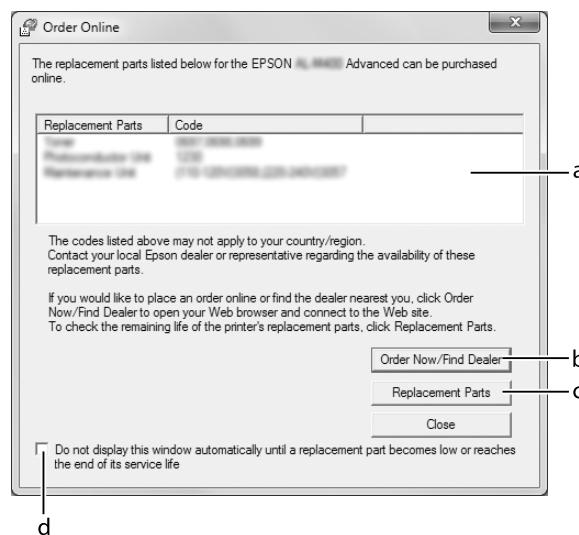 Order Online
x
The replacement parts listed below for the EPSON Advanced can be purchased
online.
Replacement Parts Code
a
The codes listed above may not apply to your country/region.
Contact your local Epson dealer or representative regarding the availability of these
replacement parts.
If you would like to place an order online or find the dealer nearest you, click Order
Now/Find Dealer to open your Web browser and connect to the Web site.
To check the remaining life of the printer's replacement parts, click Replacement Parts.
Order Now/Find Dealer
b
Replacement Parts
c
Close
Do not display this window automatically until a replacement part becomes low or reaches
the end of its service life
d